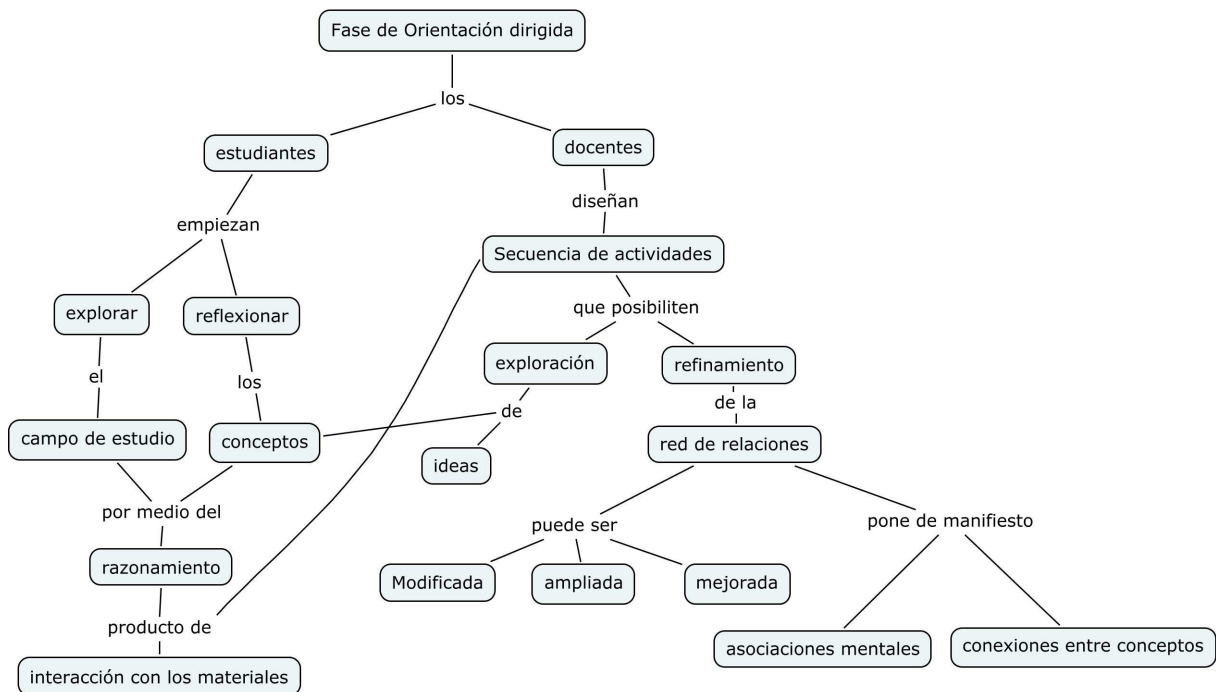 Fase de Orientación dirigida
los
estudiantes
docentes
empiezan
diseñan
Secuencia de actividades
explorar
reflexionar
que posibiliten
el
los
exploración
refinamiento
de
de la
campo de estudio
conceptos
ideas
red de relaciones
por medio del
puede ser
pone de manifiesto
razonamiento
Modificada
ampliada
mejorada
producto de
asociaciones mentales
conexiones entre conceptos
interacción con los materiales